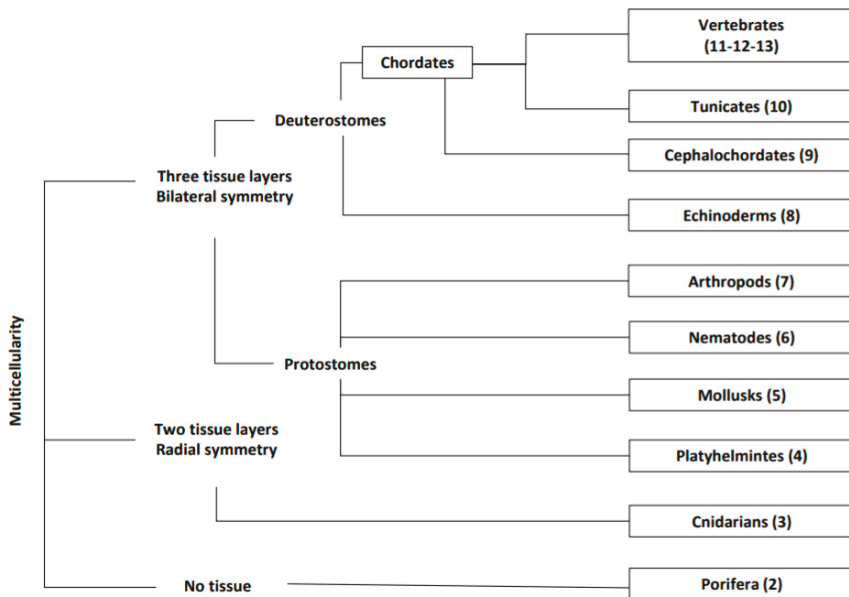 Vertebrates
(11-12-13)
Chordates
Tunicates (10)
Deuterostomes
Cephalochordates (9)
Three tissue layers
Bilateral symmetry
Echinoderms (8)
Arthropods (7)
Multicellularity
Nematodes (6)
Protostomes
Mollusks (5)
Two tissue layers
Radial symmetry
Platyhelmintes (4)
Cnidarians (3)
No tissue
Porifera (2)